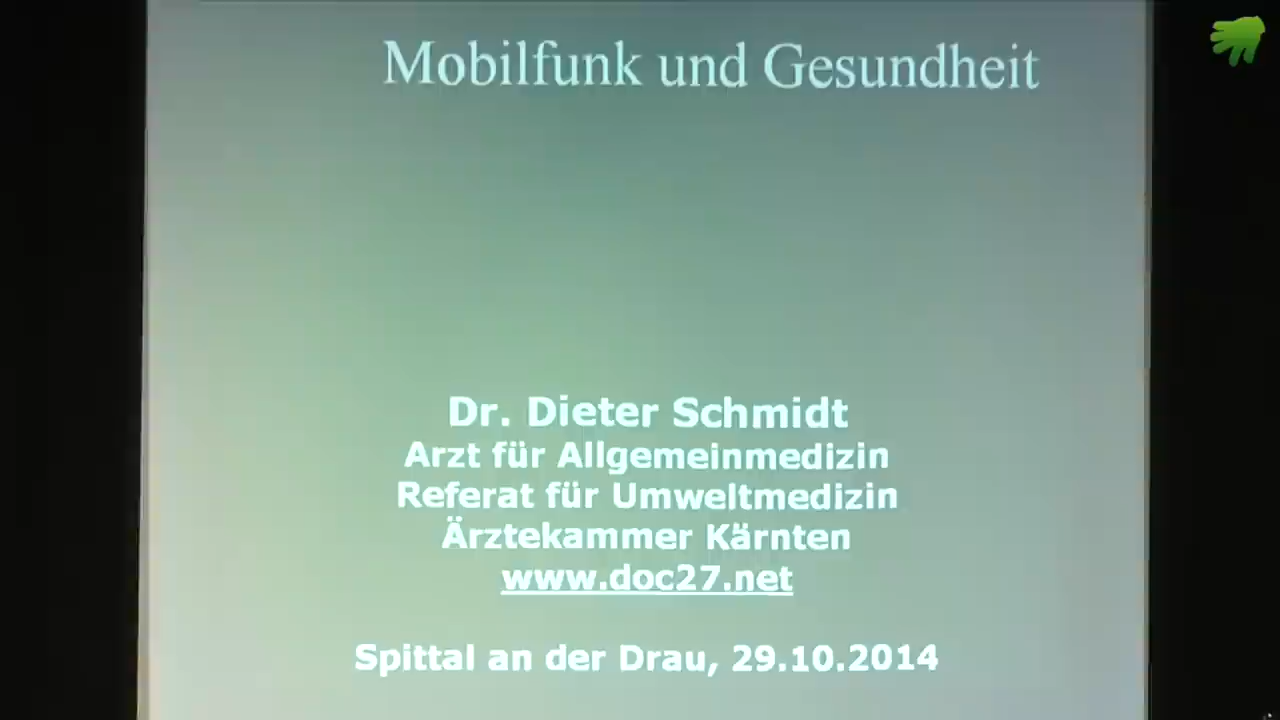 Mobilfunk und Gesundheit
Dr. Dieter Schmidt
Arzt für Allgemeinmedizin
Referat für Umweltmedizin
Ärztekammer Kärnten
www.doc27.net
Spittal an der Drau, 29.10.2014